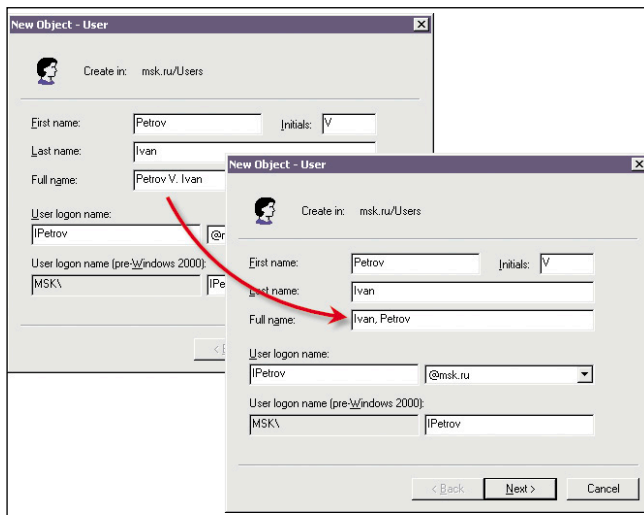 New Object - User
Create in: msk.ru/Users
First name: Petrov Initials: V
Last name: Ivan
Full name: Petrov V. Ivan
User logon name:
IPetrov
User logon name (pre-Windows 2000):
MSK\
New Object - User
Create in: msk.ru/Users
First name: Petrov Initials: V
Last name: Ivan
Full name: Ivan, Petrov
User logon name:
IPetrov @msk.ru
User logon name (pre-Windows 2000):
MSK\ IPetrov
< Back Next > Cancel